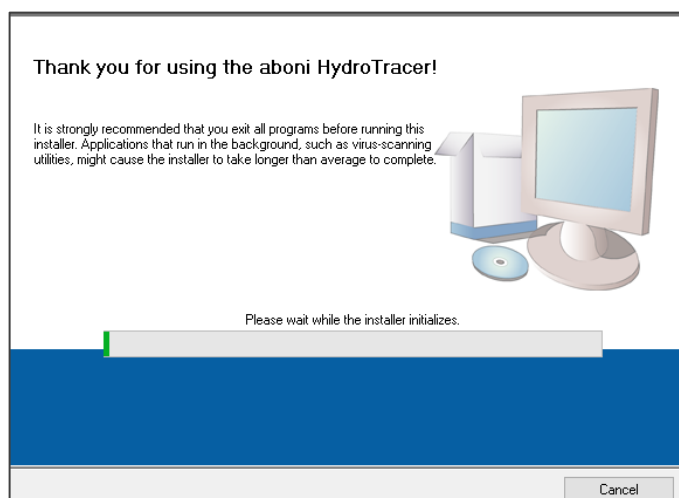 Thank you for using the aboni HydroTracer!
It is strongly recommended that you exit all programs before running this
installer. Applications that run in the background, such as virus-scanning
utilities, might cause the installer to take longer than average to complete.
Please wait while the installer initializes.
Cancel